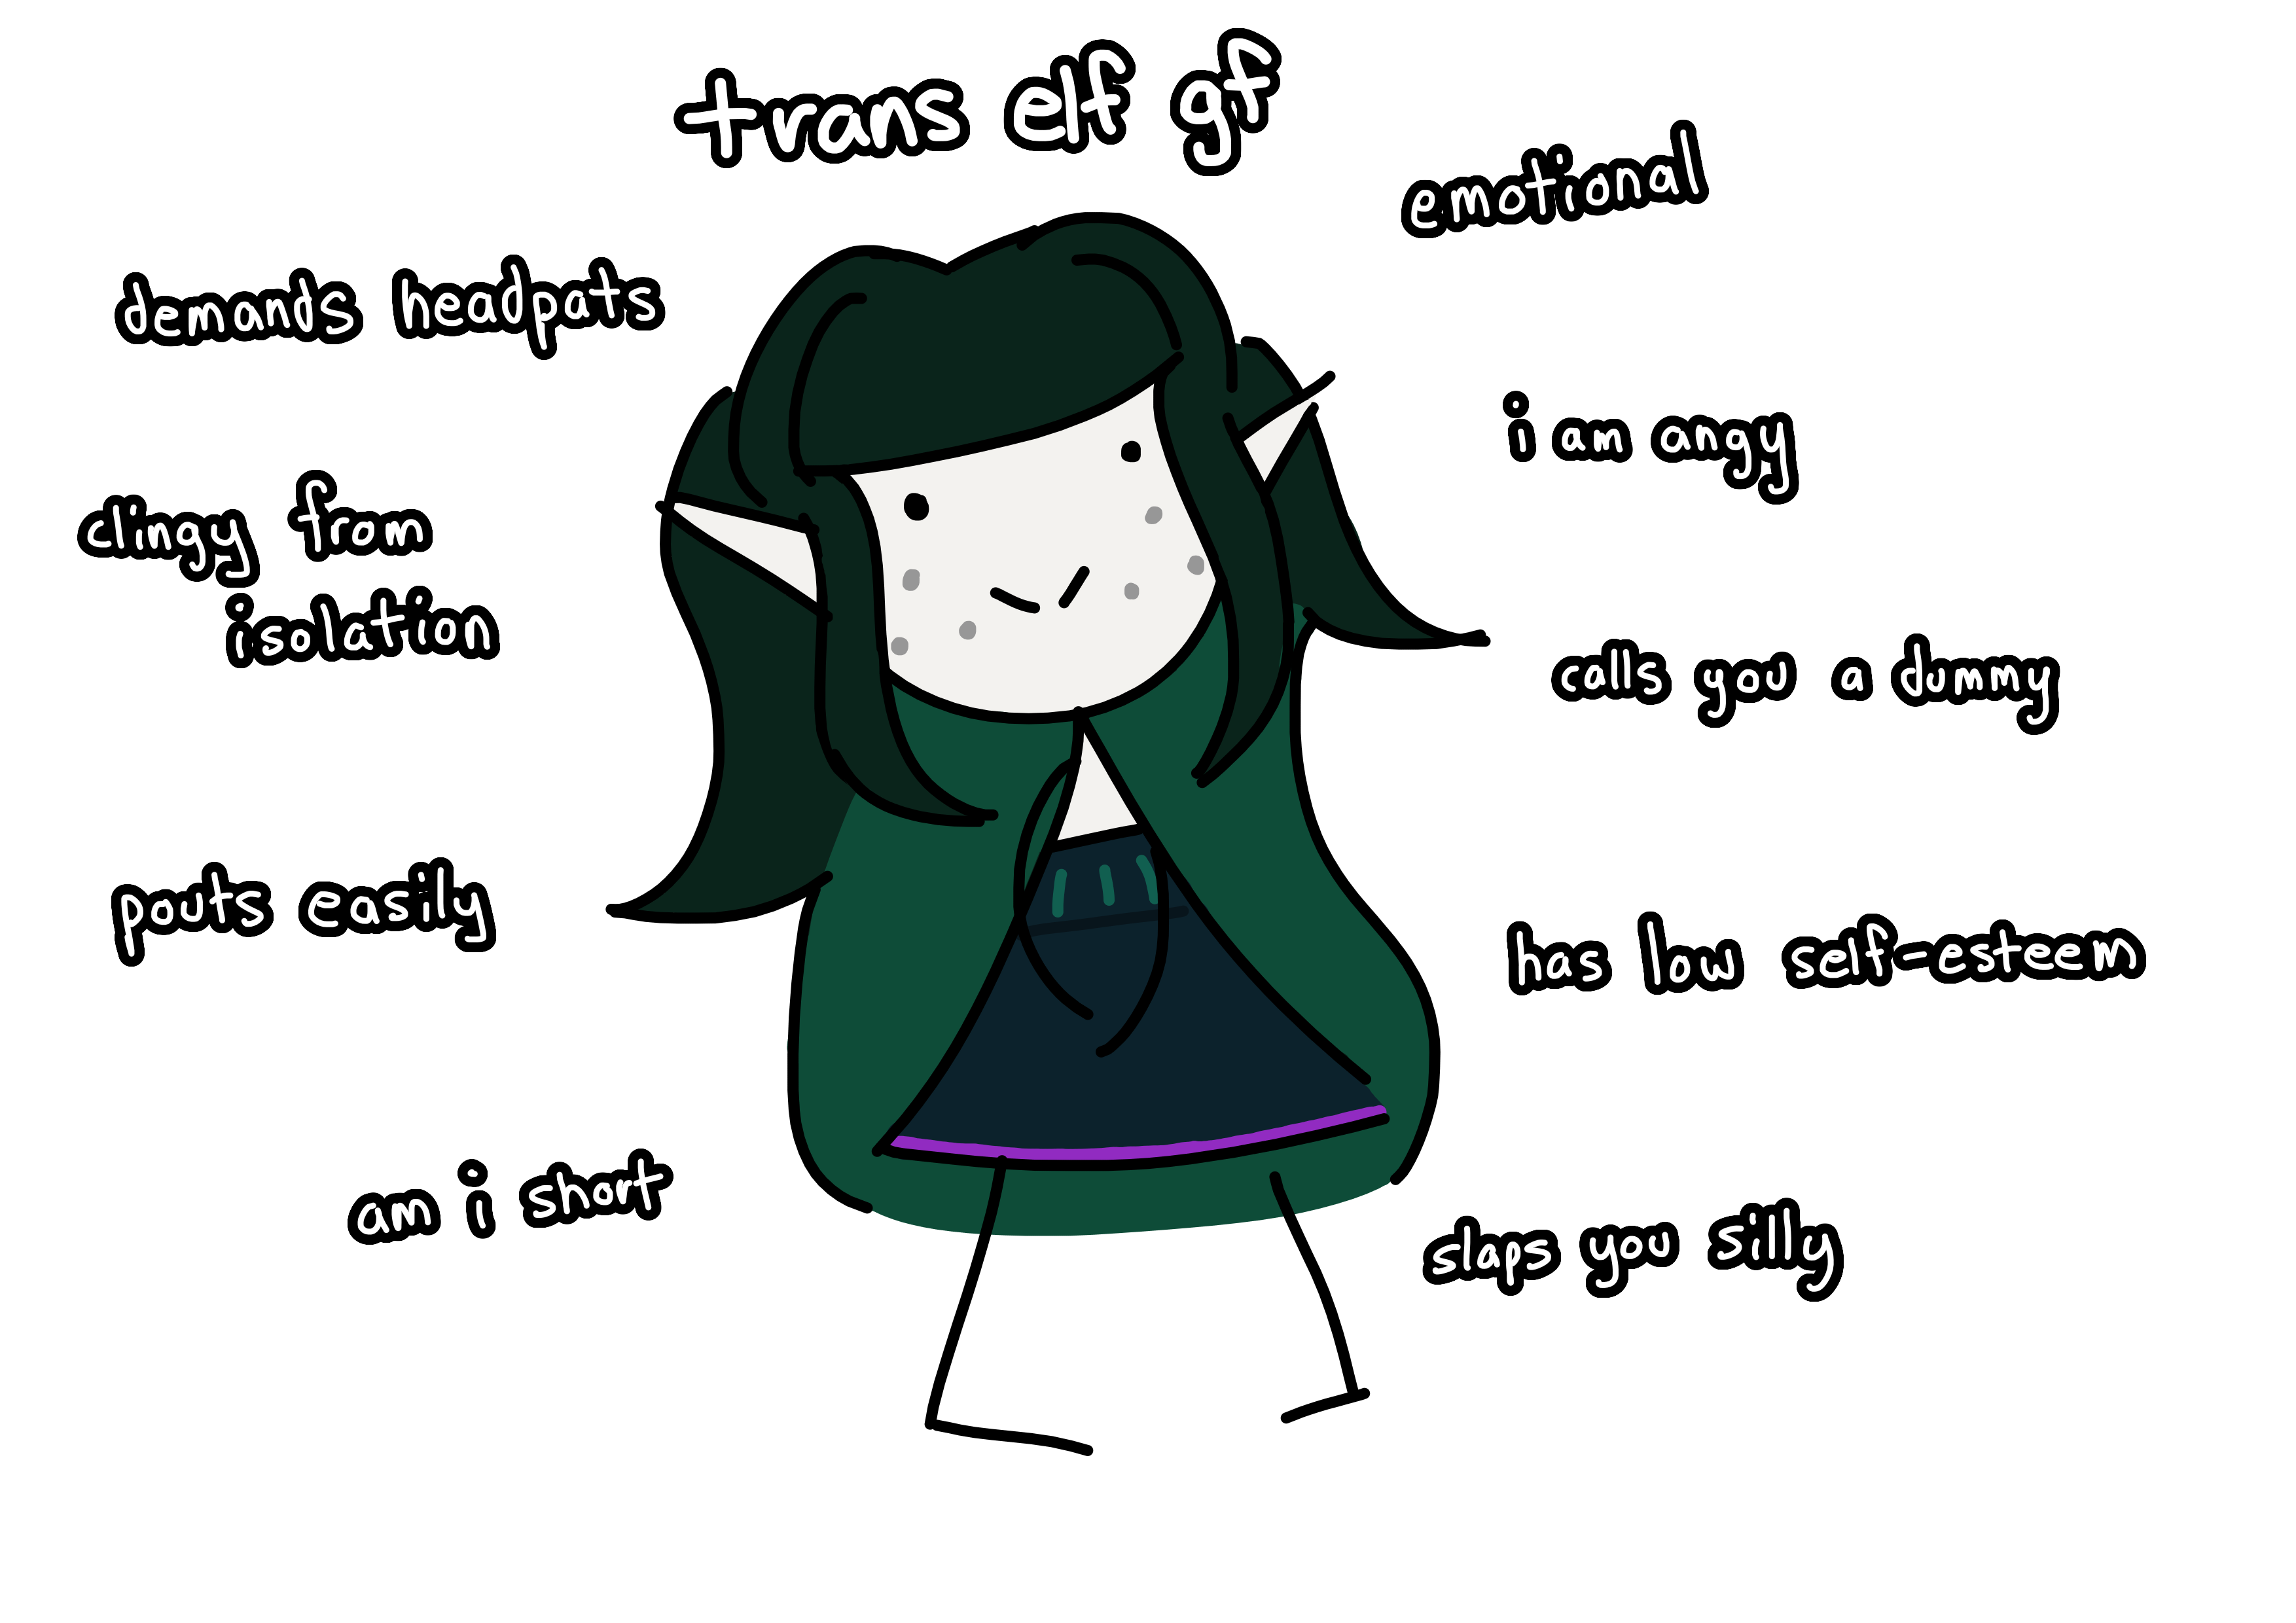 trans elf gf
emotional
demands headpats
i am angy
clingy from
isolation
calls you a dummy
pouts easily
has low self-esteem
am i short
slaps you silly